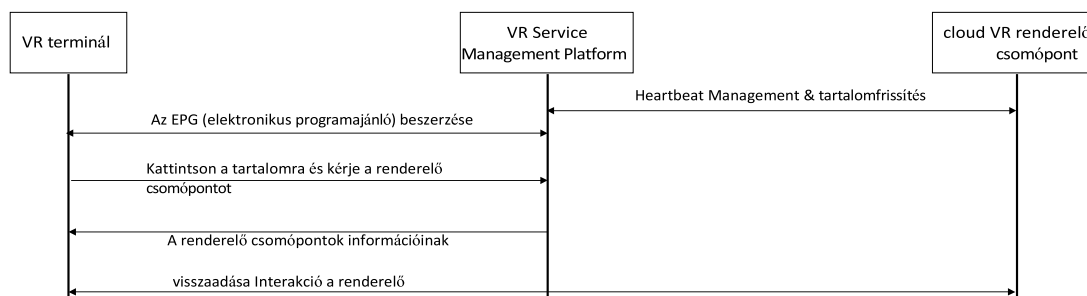 VR terminál
VR Service
Management Platform
cloud VR renderelő
csomópont
Heartbeat Management & tartalomfrissítés
Az EPG (elektronikus programajánló) beszerzése
Kattintson a tartalomra és kérje a renderelő
csomópontot
A renderelő csomópontok információinak
visszaadása Interakció a renderelő